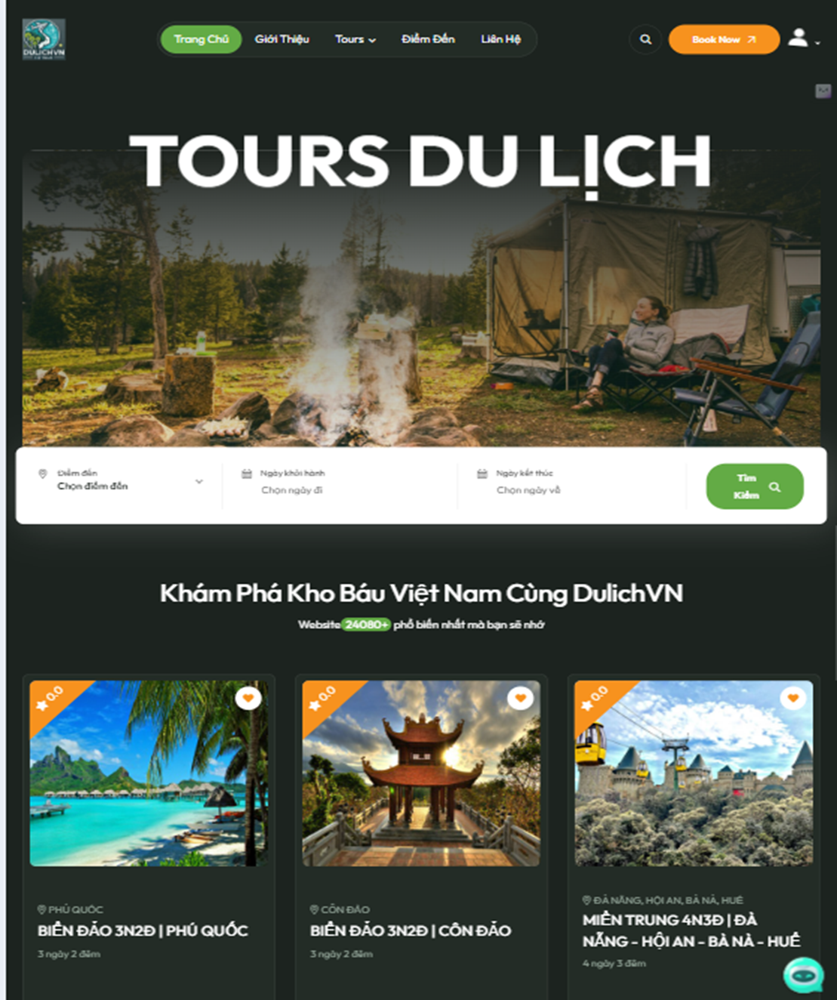 DULICHVN
Trang Chủ
Giới Thiệu
Tours
Điểm Đến
Liên Hệ
Book Now
TOURS DU LỊCH
Điểm đến
Chọn điểm đến
Ngày khởi hành
Chọn ngày đi
Ngày kết thúc
Chọn ngày về
Tìm
Kiếm
Khám Phá Kho Báu Việt Nam Cùng DulichVN
Website 24080+ phổ biến nhất mà bạn sẽ nhớ
0.0
0.0
0.0
PHÚ QUỐC
BIỂN ĐẢO 3N2Đ | PHÚ QUỐC
3 ngày 2 đêm
CÔN ĐẢO
BIỂN ĐẢO 3N2Đ | CÔN ĐẢO
3 ngày 2 đêm
ĐÀ NẴNG, HỘI AN, BÀ NÀ, HUẾ
MIỀN TRUNG 4N3Đ | ĐÀ
NẴNG - HỘI AN - BÀ NÀ - HUẾ
4 ngày 3 đêm